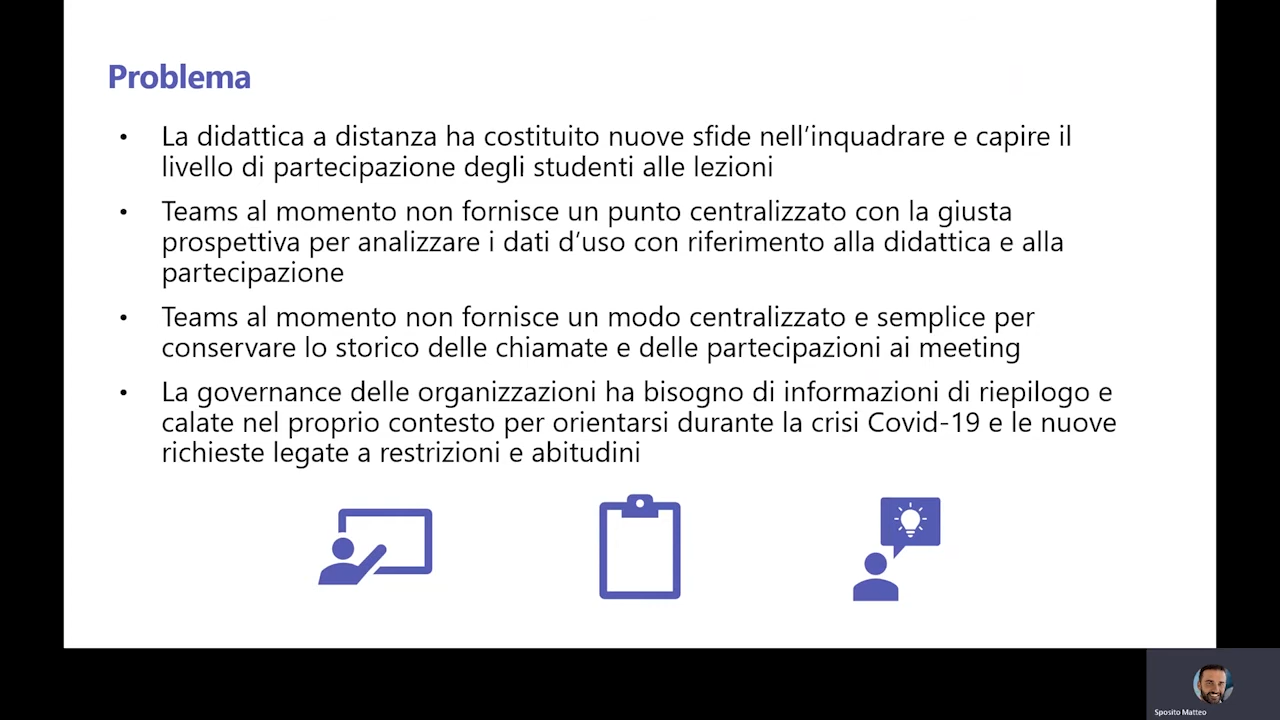 Problema
• La didattica a distanza ha costituito nuove sfide nell’inquadrare e capire il
livello di partecipazione degli studenti alle lezioni
• Teams al momento non fornisce un punto centralizzato con la giusta
prospettiva per analizzare i dati d’uso con riferimento alla didattica e alla
partecipazione
• Teams al momento non fornisce un modo centralizzato e semplice per
conservare lo storico delle chiamate e delle partecipazioni ai meeting
• La governance delle organizzazioni ha bisogno di informazioni di riepilogo e
calate nel proprio contesto per orientarsi durante la crisi Covid-19 e le nuove
richieste legate a restrizioni e abitudini
Sposito Matteo